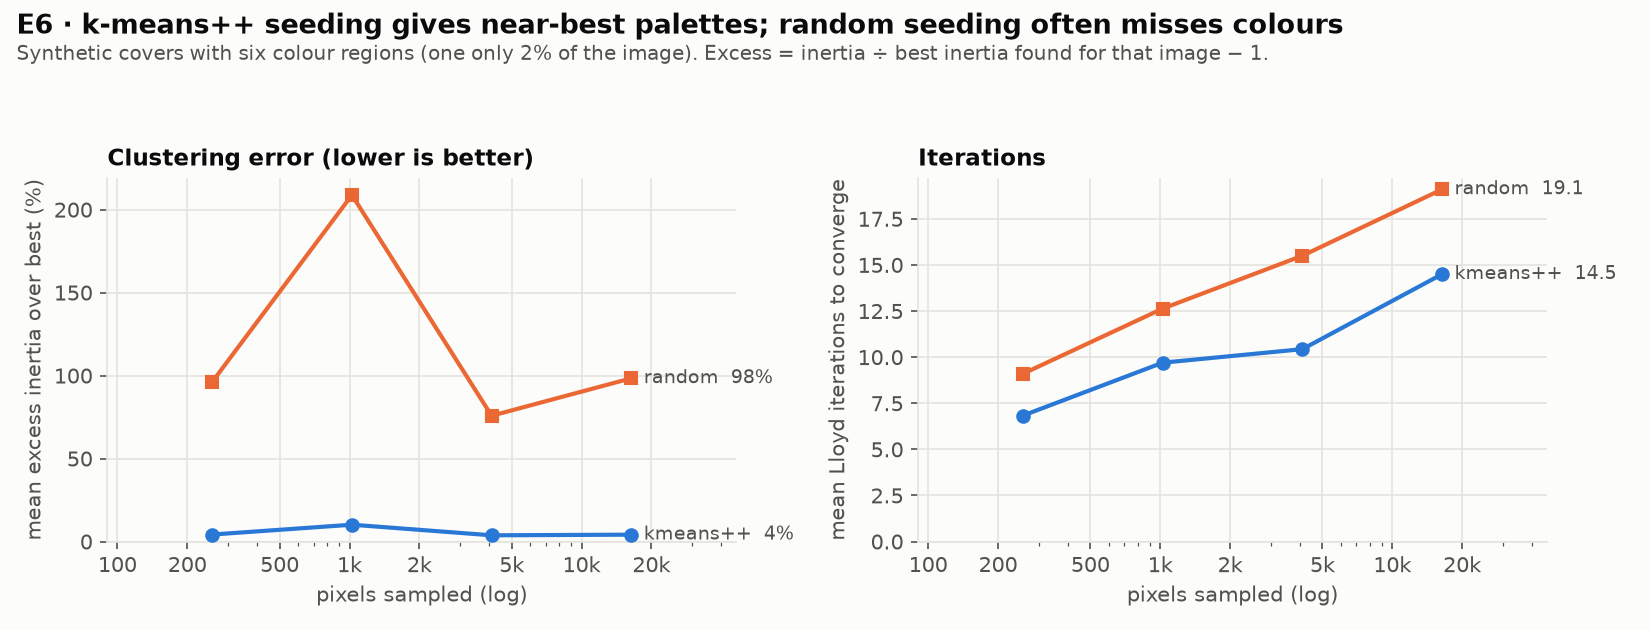 E6 · k-means++ seeding gives near-best palettes; random seeding often misses colours
Synthetic covers with six colour regions (one only 2% of the image). Excess = inertia ÷ best inertia found for that image − 1.
Clustering error (lower is better)
mean excess inertia over best (%)
200
150
100
50
0
random 98%
kmeans++ 4%
100 200 500 1k 2k 5k 10k 20k
pixels sampled (log)
Iterations
mean Lloyd iterations to converge
17.5
15.0
12.5
10.0
7.5
5.0
2.5
0.0
random 19.1
kmeans++ 14.5
100 200 500 1k 2k 5k 10k 20k
pixels sampled (log)